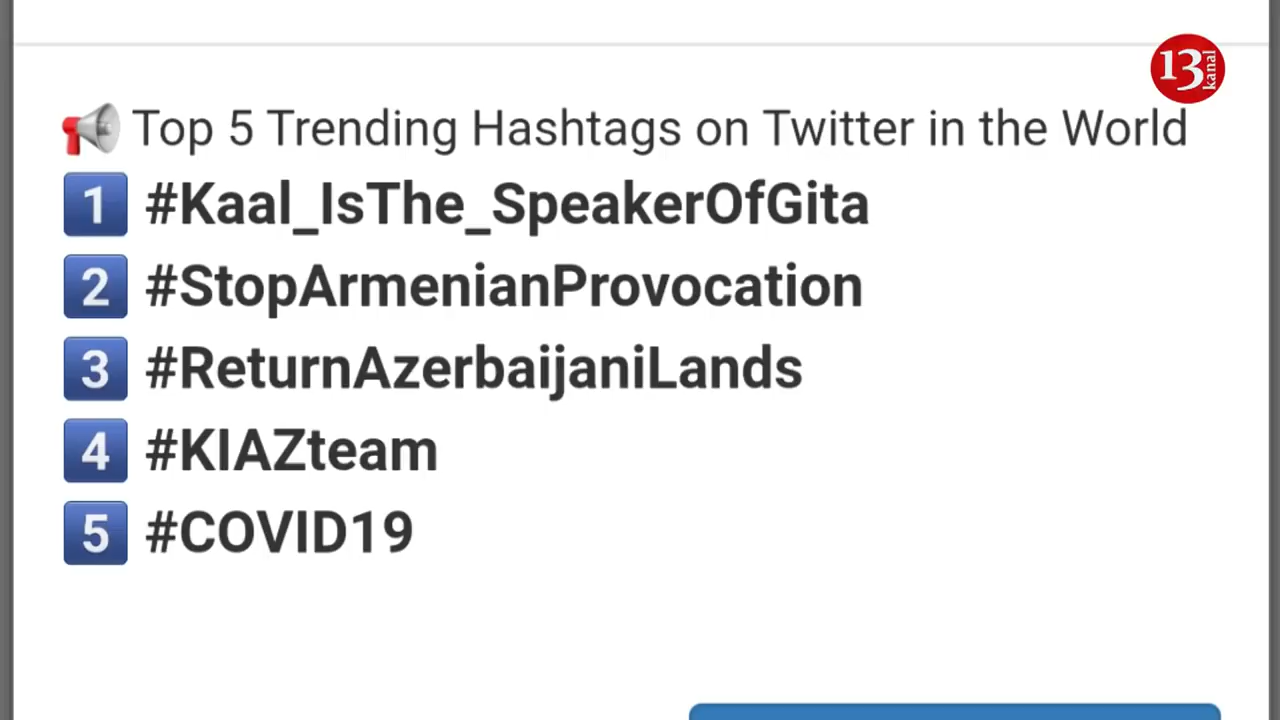 13 kanal
📢 Top 5 Trending Hashtags on Twitter in the World
1 #Kaal_IsThe_SpeakerOfGita
2 #StopArmenianProvocation
3 #ReturnAzerbaijaniLands
4 #KIAZteam
5 #COVID19